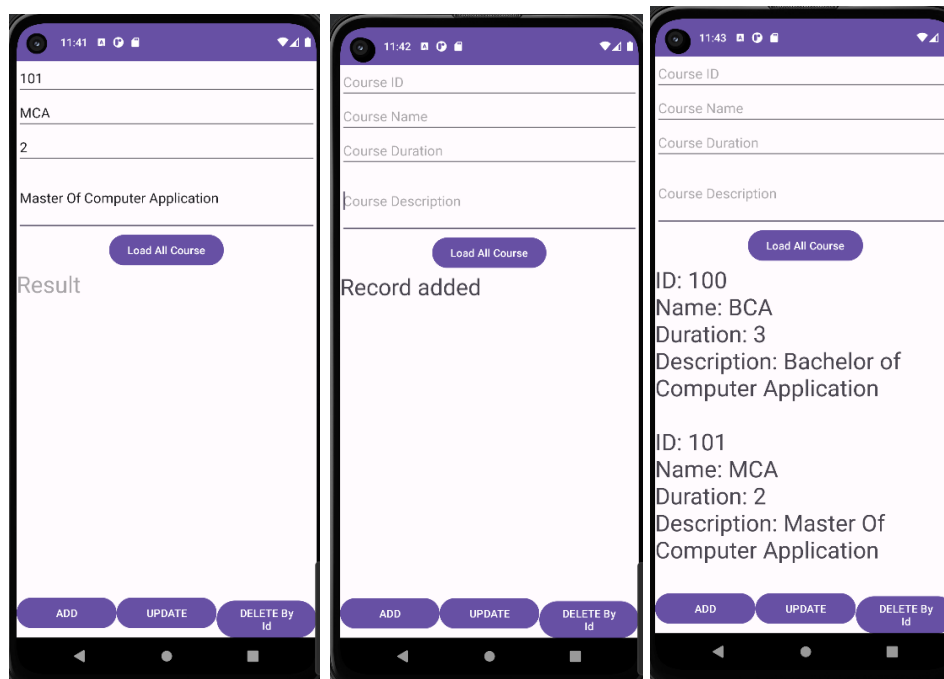 11:41
101
MCA
2
Master Of Computer Application
Load All Course
Result
ADD
UPDATE
DELETE By
Id
11:42
Course ID
Course Name
Course Duration
Course Description
Load All Course
Record added
ADD
UPDATE
DELETE By
Id
11:43
Course ID
Course Name
Course Duration
Course Description
Load All Course
ID: 100
Name: BCA
Duration: 3
Description: Bachelor of
Computer Application
ID: 101
Name: MCA
Duration: 2
Description: Master Of
Computer Application
ADD
UPDATE
DELETE By
Id